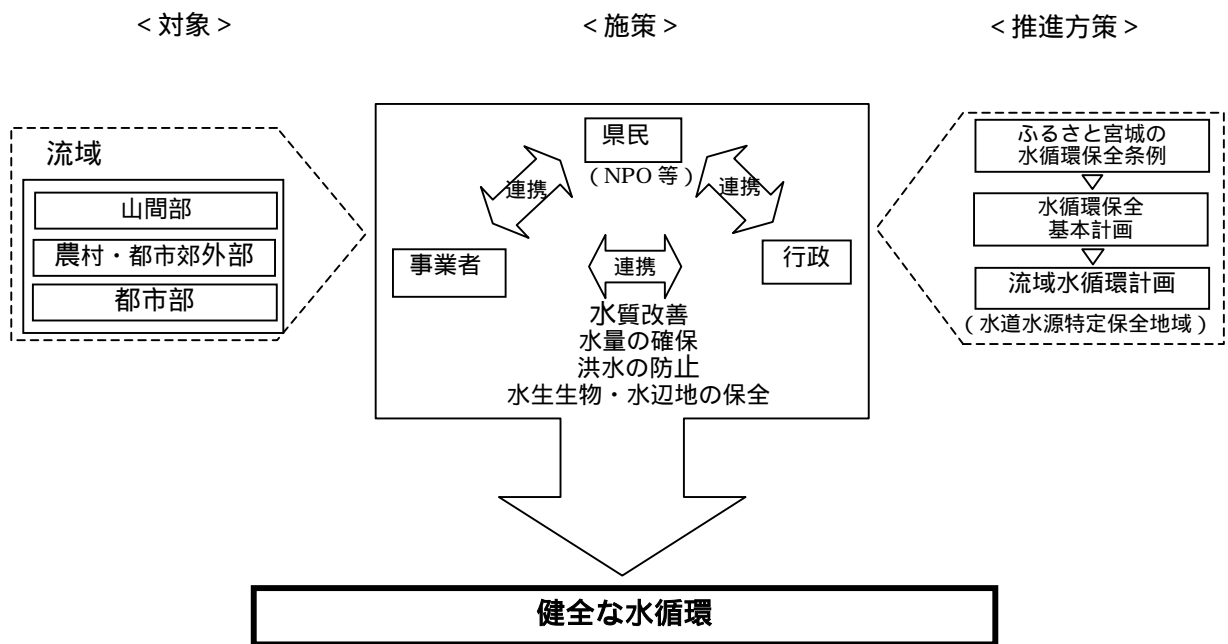 ＜対象＞
＜施策＞
＜推進方策＞
流域
山間部
農村・都市郊外部
都市部
県民
（NPO 等）
連携
連携
事業者
連携
行政
水質改善
水量の確保
洪水の防止
水生生物・水辺地の保全
ふるさと宮城の
水循環保全条例
水循環保全
基本計画
流域水循環計画
（水道水源特定保全地域）
健全な水循環